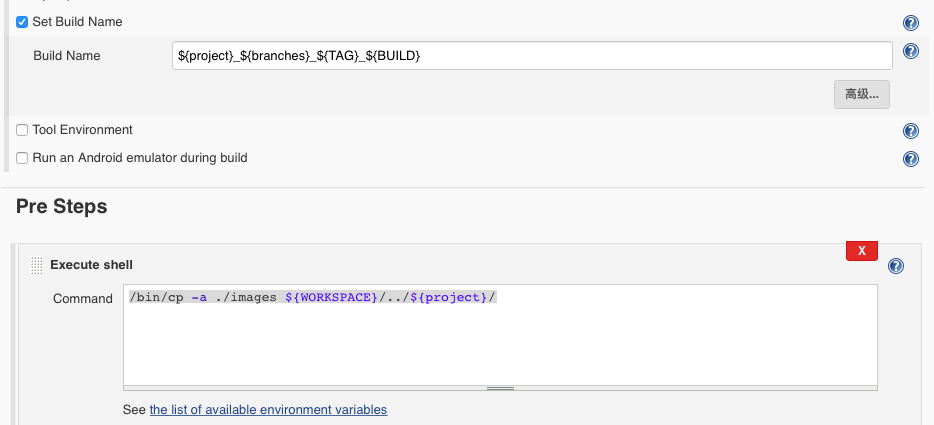 Set Build Name
Build Name ${project}_${branches}_${TAG}_${BUILD}
高级...
Tool Environment
Run an Android emulator during build
Pre Steps
X
Execute shell
Command /bin/cp -a ./images ${WORKSPACE}/../${project}/
See the list of available environment variables